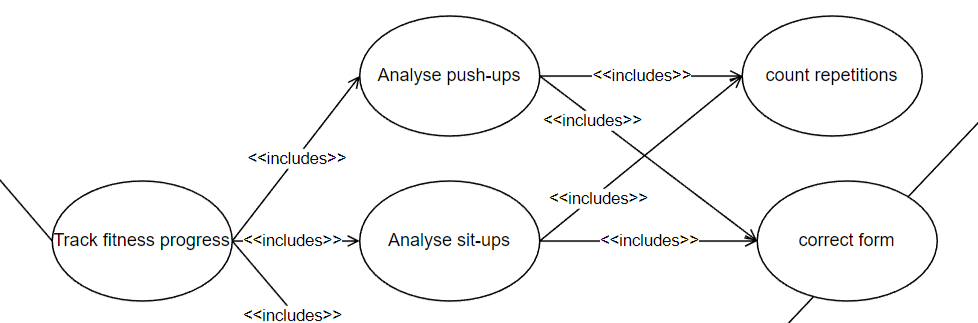 Analyse push-ups
<<includes>>
count repetitions
<<includes>>
<<includes>>
<<includes>>
Track fitness progress
<<includes>>
Analyse sit-ups
<<includes>>
correct form
<<includes>>